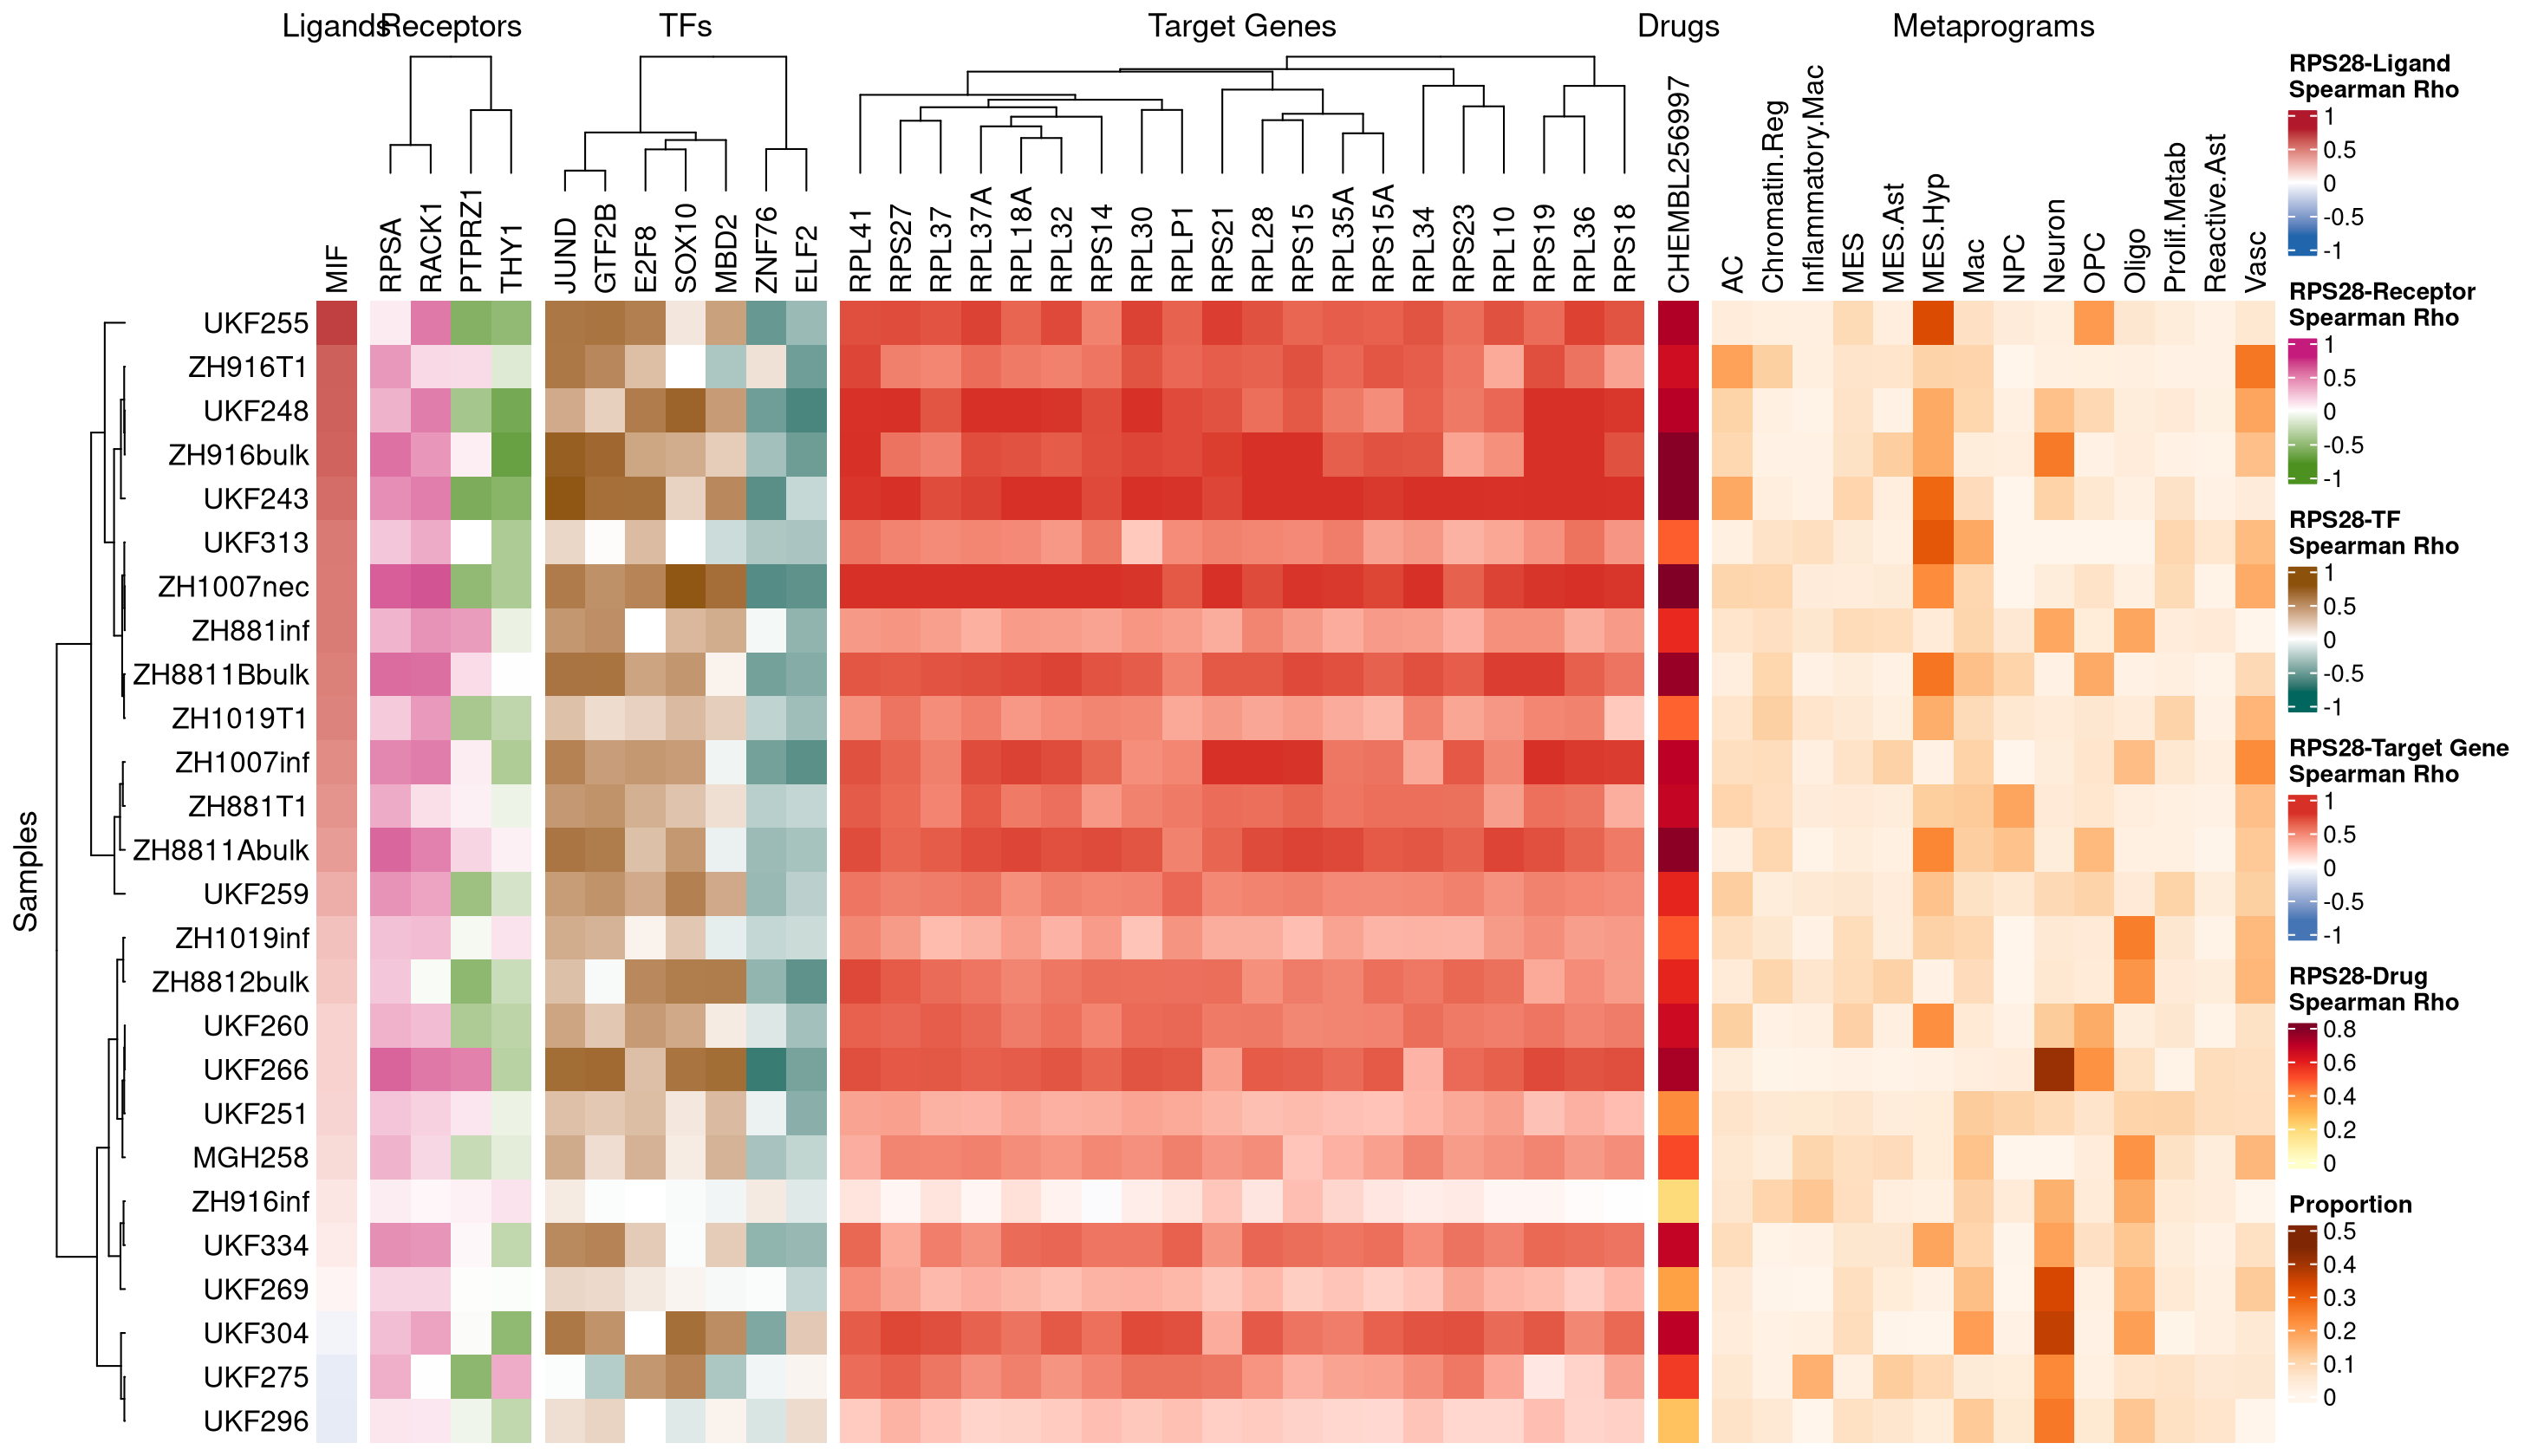 Ligands Receptors TFs Target Genes Drugs Metaprograms
MIF
RPSA
RACK1
PTPRZ1
THY1
JUND
GTF2B
E2F8
SOX10
MBD2
ZNF76
ELF2
RPL41
RPS27
RPL37
RPL37A
RPL18A
RPL32
RPS14
RPL30
RPLP1
RPS21
RPL28
RPS15
RPL35A
RPS15A
RPL34
RPS23
RPL10
RPS19
RPL36
RPS18
CHEMBL256997
AC
Chromatin.Reg
Inflammatory.Mac
MES
MES.Ast
MES.Hyp
Mac
NPC
Neuron
OPC
Oligo
Prolif.Metab
Reactive.Ast
Vasc
Samples
UKF255
ZH916T1
UKF248
ZH916bulk
UKF243
UKF313
ZH1007nec
ZH881inf
ZH8811Bbulk
ZH1019T1
ZH1007inf
ZH881T1
ZH8811Abulk
UKF259
ZH1019inf
ZH8812bulk
UKF260
UKF266
UKF251
MGH258
ZH916inf
UKF334
UKF269
UKF304
UKF275
UKF296
RPS28-Ligand
Spearman Rho
1
0.5
0
-0.5
-1
RPS28-Receptor
Spearman Rho
1
0.5
0
-0.5
-1
RPS28-TF
Spearman Rho
1
0.5
0
-0.5
-1
RPS28-Target Gene
Spearman Rho
1
0.5
0
-0.5
-1
RPS28-Drug
Spearman Rho
0.8
0.6
0.4
0.2
0
Proportion
0.5
0.4
0.3
0.2
0.1
0